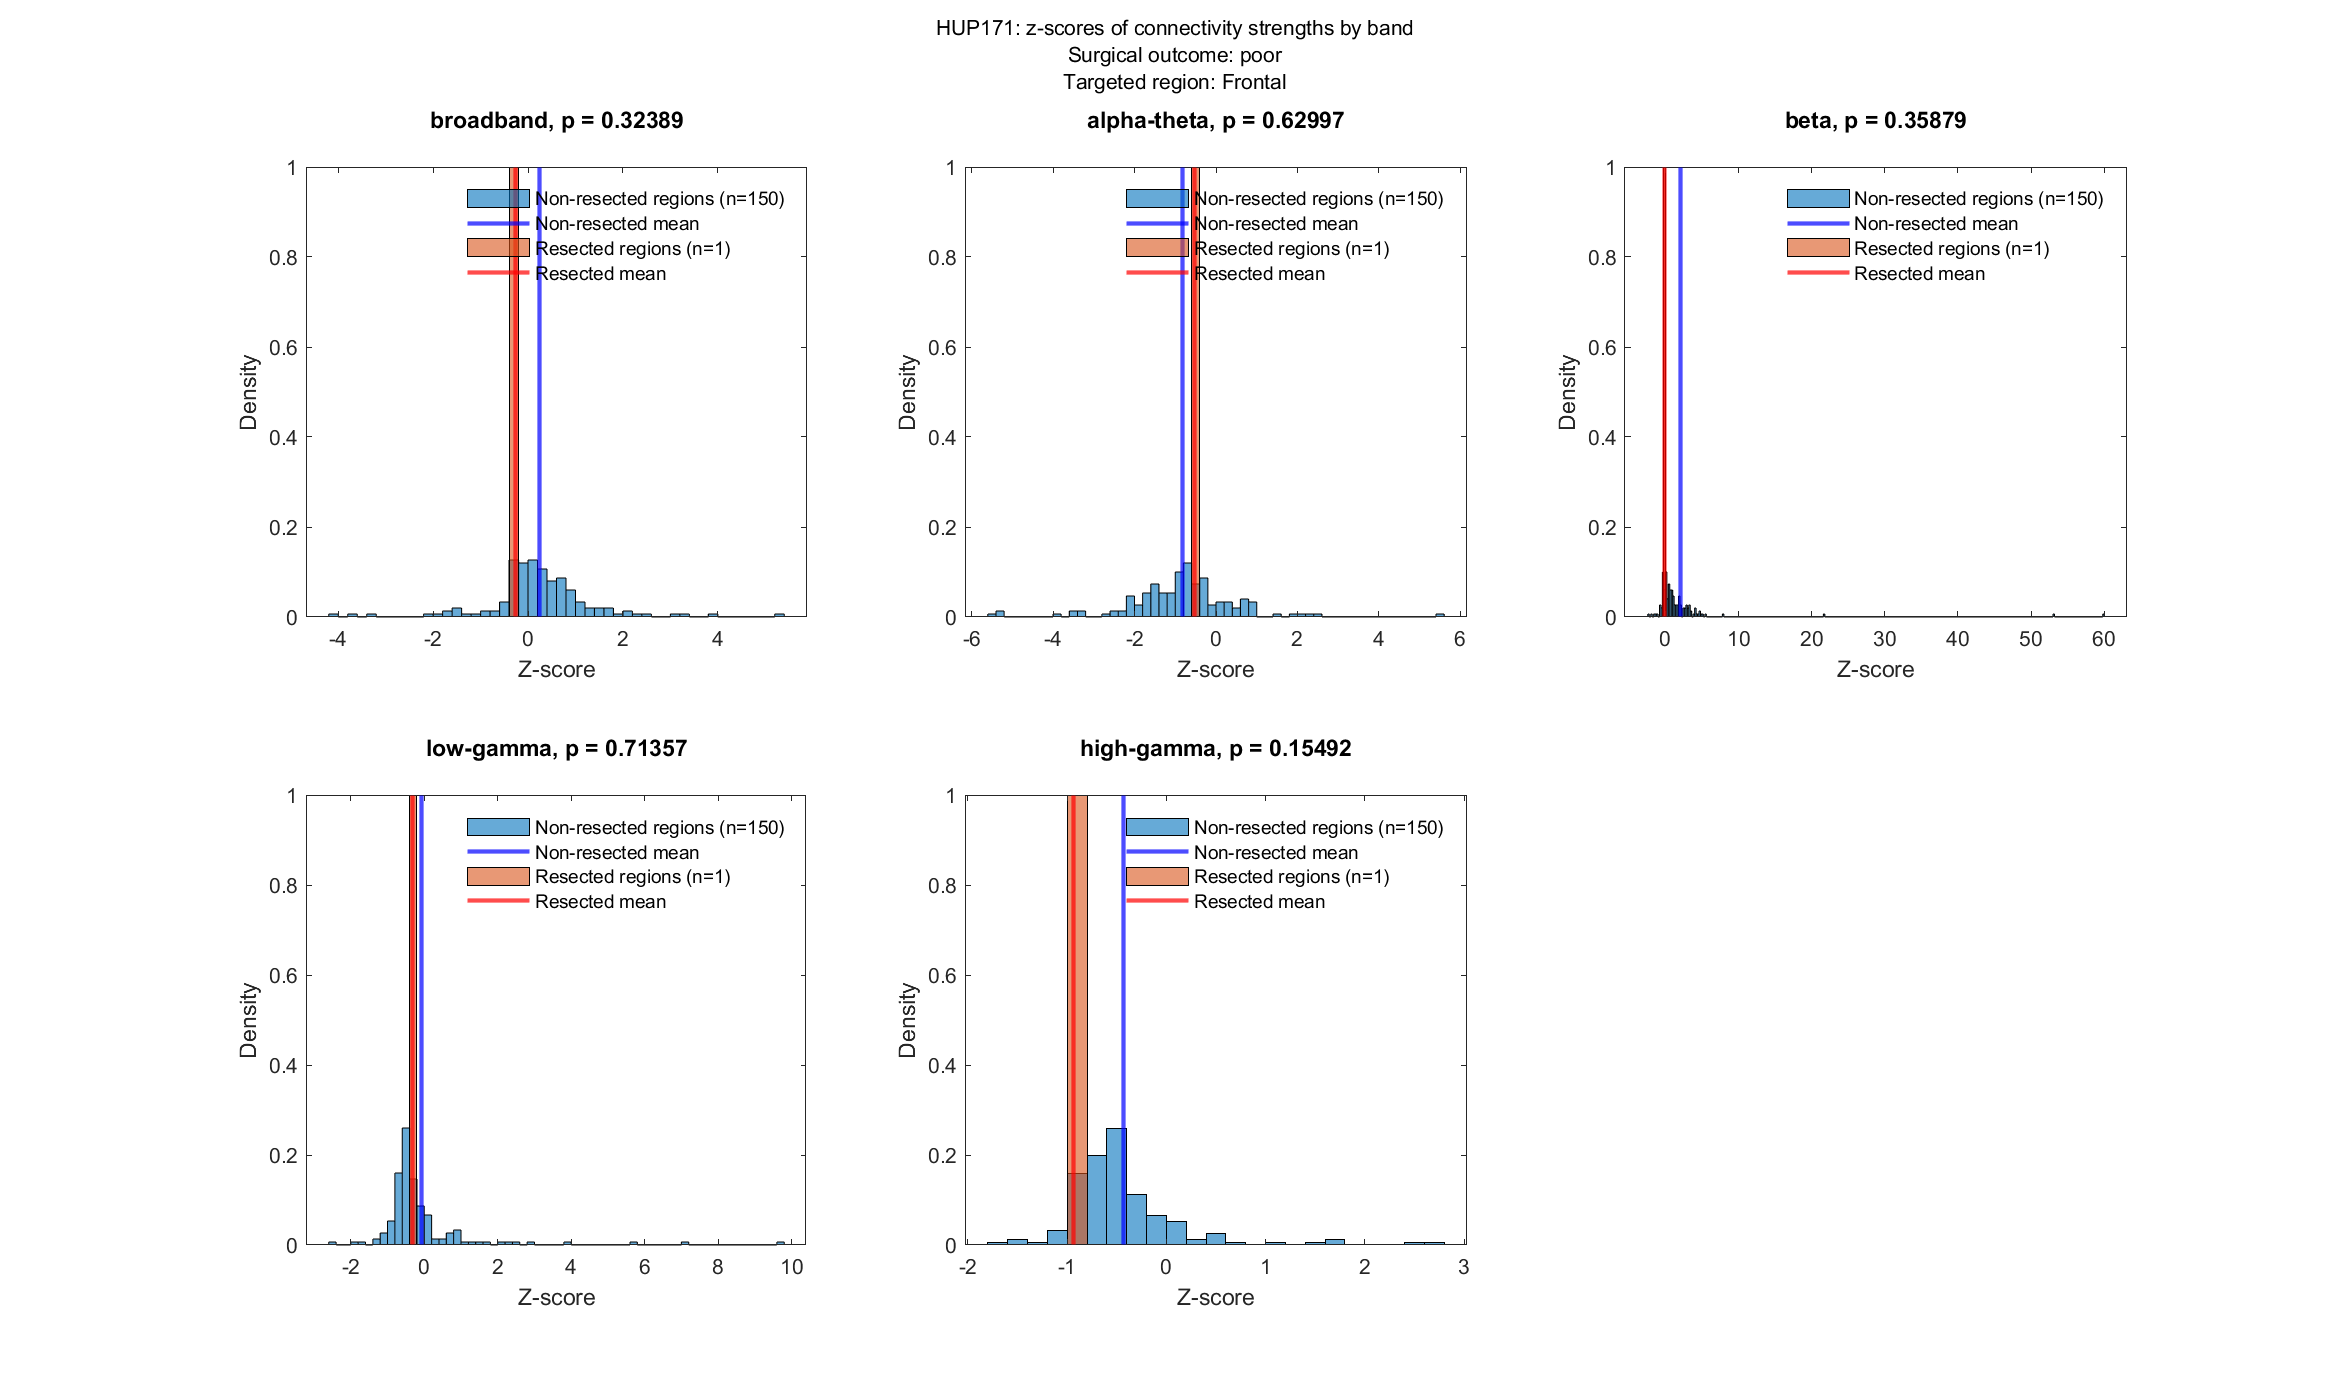 HUP171: z-scores of connectivity strengths by band
Surgical outcome: poor
Targeted region: Frontal
broadband, p = 0.32389
1
0.8
0.6
0.4
0.2
0
Density
Non-resected regions (n=150)
Non-resected mean
Resected regions (n=1)
Resected mean
-4 -2 0 2 4
Z-score
alpha-theta, p = 0.62997
1
0.8
0.6
0.4
0.2
0
Density
Non-resected regions (n=150)
Non-resected mean
Resected regions (n=1)
Resected mean
-6 -4 -2 0 2 4 6
Z-score
beta, p = 0.35879
1
0.8
0.6
0.4
0.2
0
Density
Non-resected regions (n=150)
Non-resected mean
Resected regions (n=1)
Resected mean
0 10 20 30 40 50 60
Z-score
low-gamma, p = 0.71357
1
0.8
0.6
0.4
0.2
0
Density
Non-resected regions (n=150)
Non-resected mean
Resected regions (n=1)
Resected mean
-2 0 2 4 6 8 10
Z-score
high-gamma, p = 0.15492
1
0.8
0.6
0.4
0.2
0
Density
Non-resected regions (n=150)
Non-resected mean
Resected regions (n=1)
Resected mean
-2 -1 0 1 2 3
Z-score